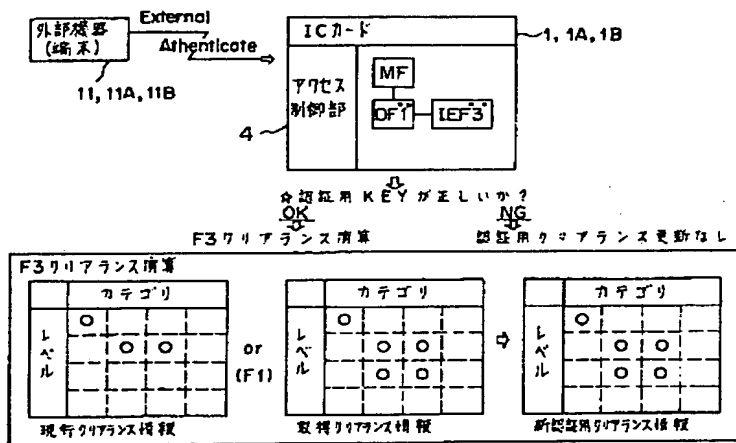 外部機器
(端末)
External
Athenticate
11, 11A, 11B
ICカード
1, 1A, 1B
アクセス
制御部
4
MF
DF1
IEF3
☆認証用KEYが正しいか?
OK
NG
F3クリアランス演算
認証用クリアランス更新なし
F3クリアランス演算
カテゴリ
レベル
現行クリアランス情報
or
(F1)
カテゴリ
レベル
取得クリアランス情報
カテゴリ
レベル
新認証用クリアランス情報